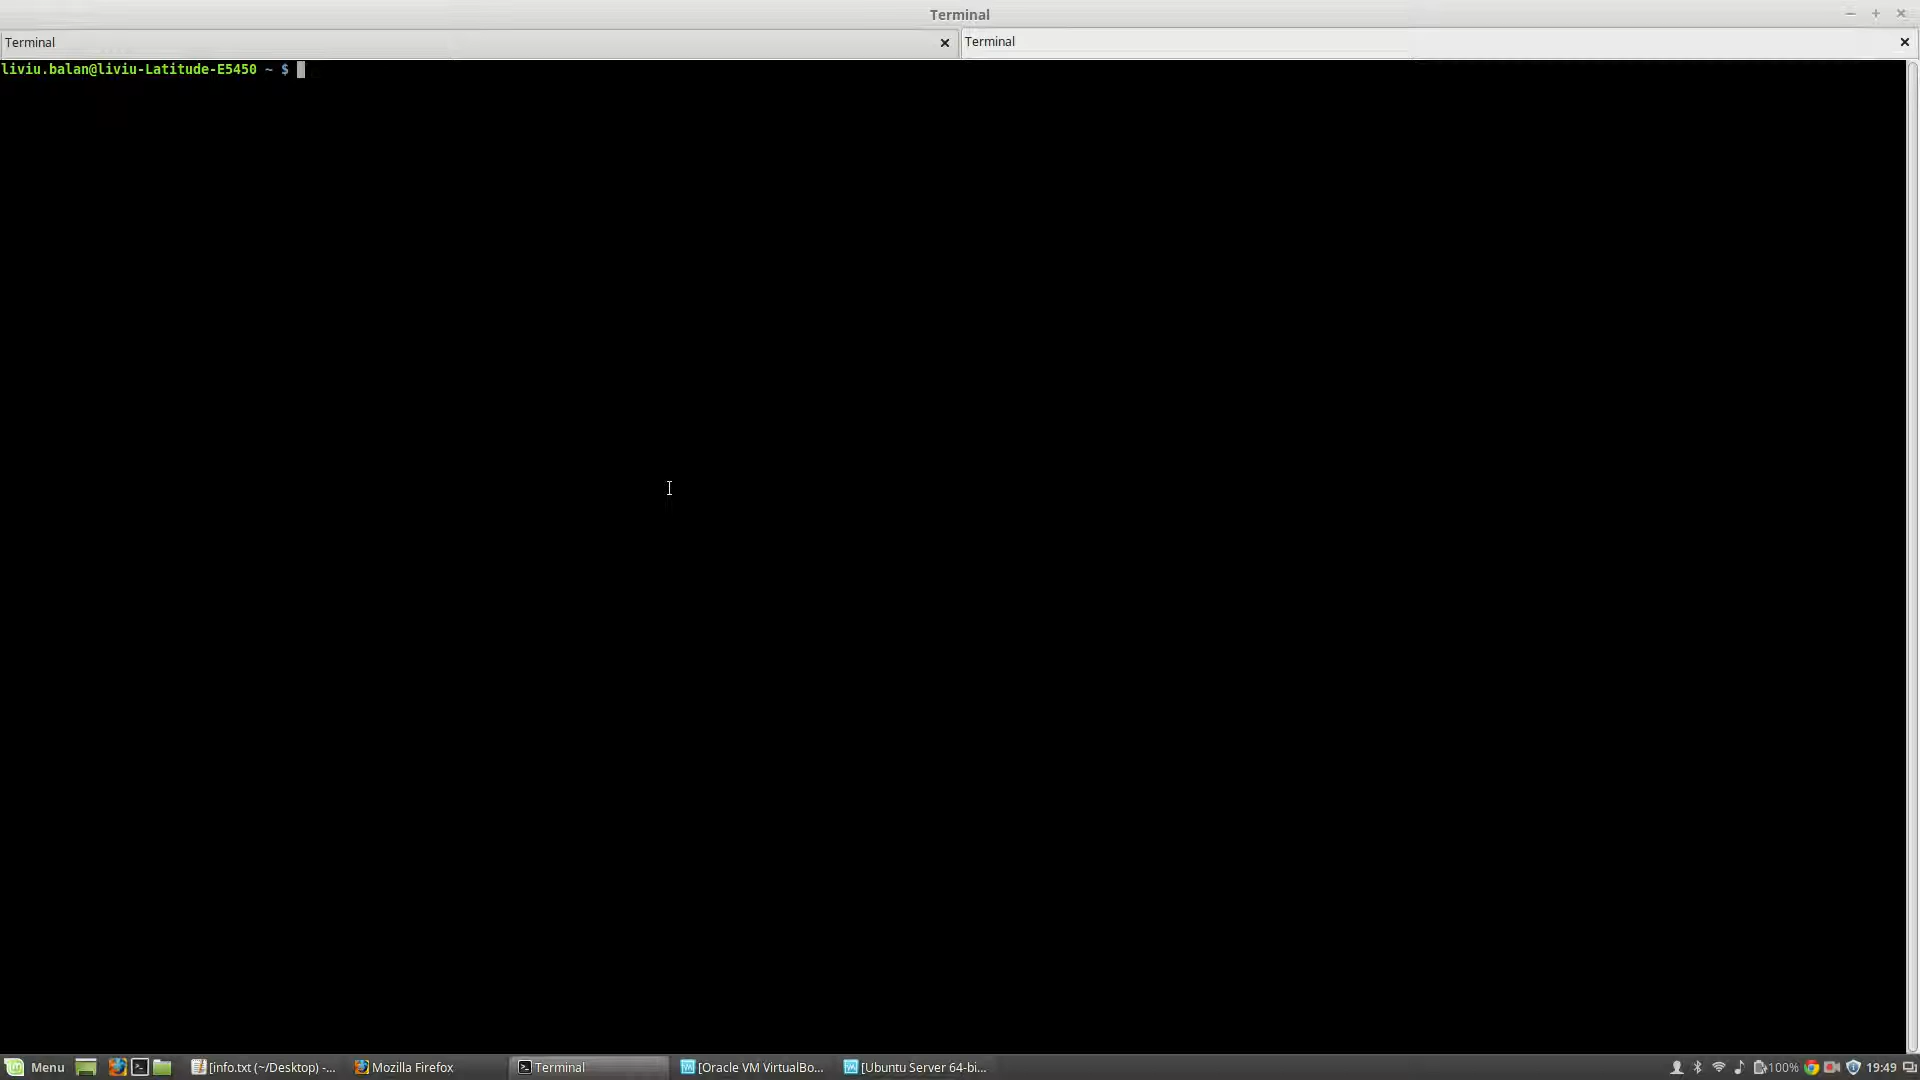 Terminal
Terminal
Terminal
liviu.balan@liviu-Latitude-E5450 ~ $
Menu
[info.txt (~/Desktop) -...
Mozilla Firefox
Terminal
[Oracle VM VirtualBo...
[Ubuntu Server 64-bi...
100%
19:49